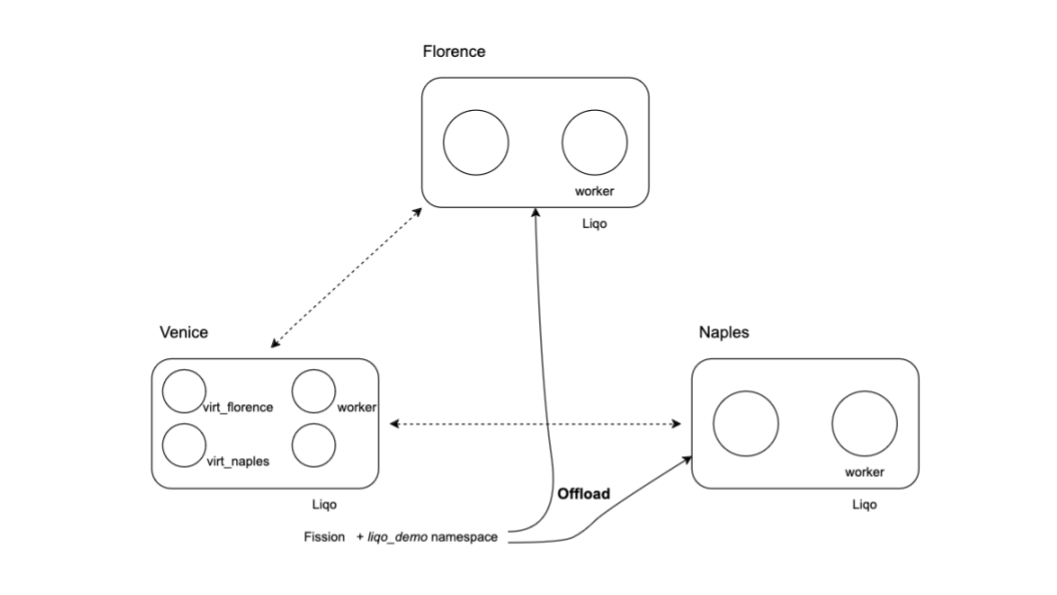 Florence
worker
Liqo
Venice
Naples
virt_florence
worker
virt_naples
worker
Offload
Liqo
Liqo
Fission + liqo_demo namespace